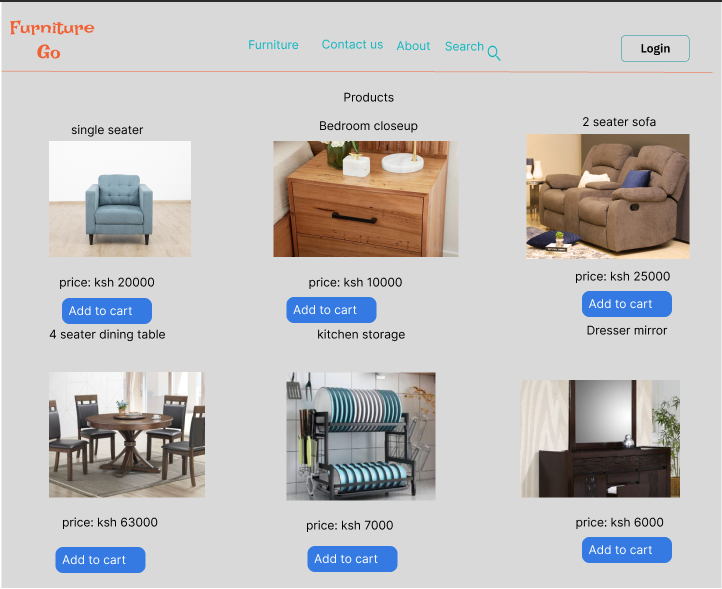 Furniture
Go
Furniture
Contact us
About
Search
Login
Products
single seater
Bedroom closeup
2 seater sofa
price: ksh 20000
price: ksh 10000
price: ksh 25000
Add to cart
Add to cart
Add to cart
4 seater dining table
kitchen storage
Dresser mirror
price: ksh 63000
price: ksh 7000
price: ksh 6000
Add to cart
Add to cart
Add to cart